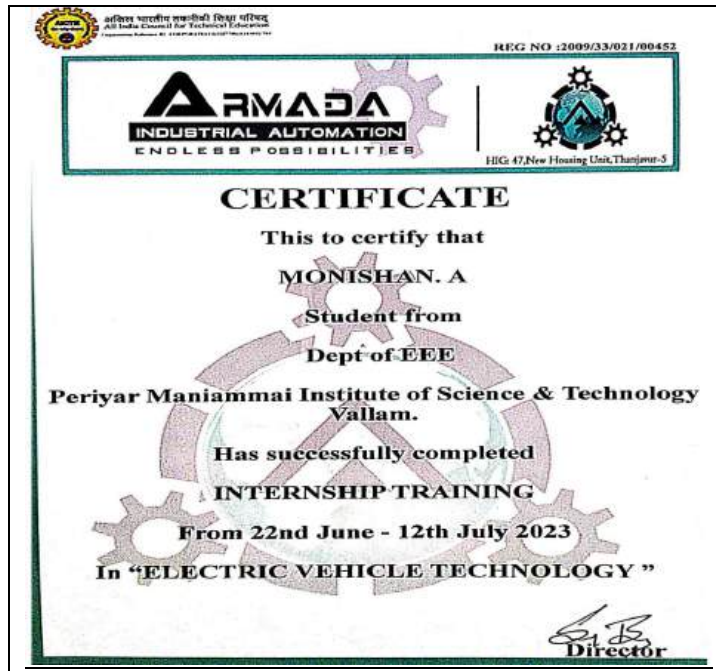 अखिल भारतीय तकनीकी शिक्षा परिषद्
All India Council for Technical Education
REG NO :2009/33/021/00452
ARMADA
INDUSTRIAL AUTOMATION
ENDLESS POSSIBILITIES
HIG: 47,New Housing Unit,Thanjavur-5
CERTIFICATE
This to certify that
MONISHAN. A
Student from
Dept of EEE
Periyar Maniammai Institute of Science & Technology
Vallam.
Has successfully completed
INTERNSHIP TRAINING
From 22nd June - 12th July 2023
In “ELECTRIC VEHICLE TECHNOLOGY ”
Director